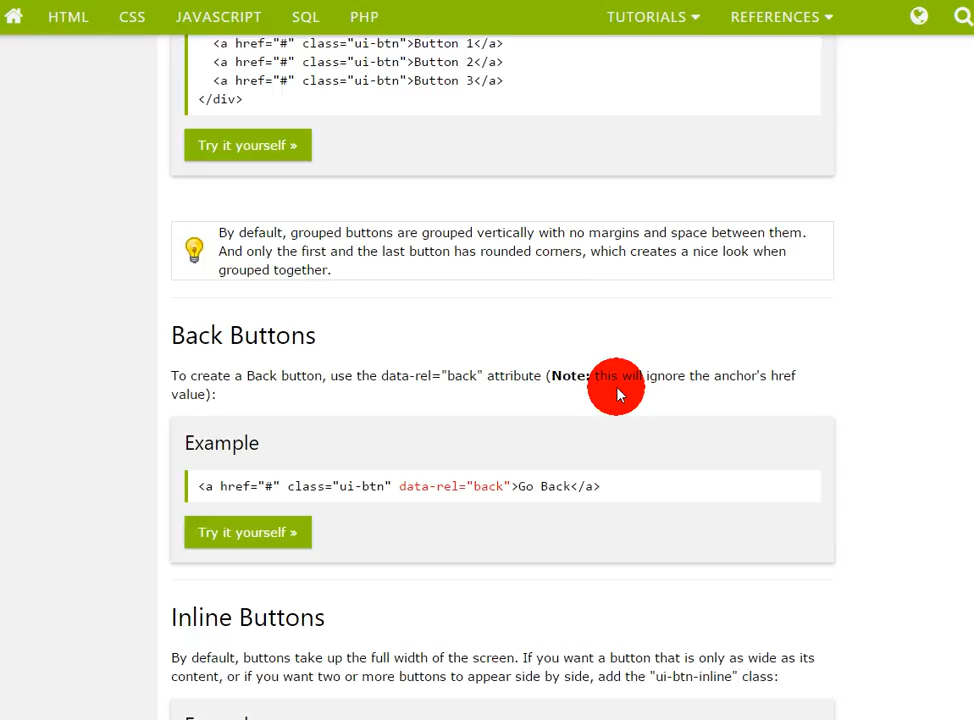 HTML CSS JAVASCRIPT SQL PHP TUTORIALS REFERENCES
<a href="#" class="ui-btn">Button 1</a>
<a href="#" class="ui-btn">Button 2</a>
<a href="#" class="ui-btn">Button 3</a>
</div>
Try it yourself »
By default, grouped buttons are grouped vertically with no margins and space between them.
And only the first and the last button has rounded corners, which creates a nice look when
grouped together.
Back Buttons
To create a Back button, use the data-rel="back" attribute (Note: this will ignore the anchor's href
value):
Example
<a href="#" class="ui-btn" data-rel="back">Go Back</a>
Try it yourself »
Inline Buttons
By default, buttons take up the full width of the screen. If you want a button that is only as wide as its
content, or if you want two or more buttons to appear side by side, add the "ui-btn-inline" class: